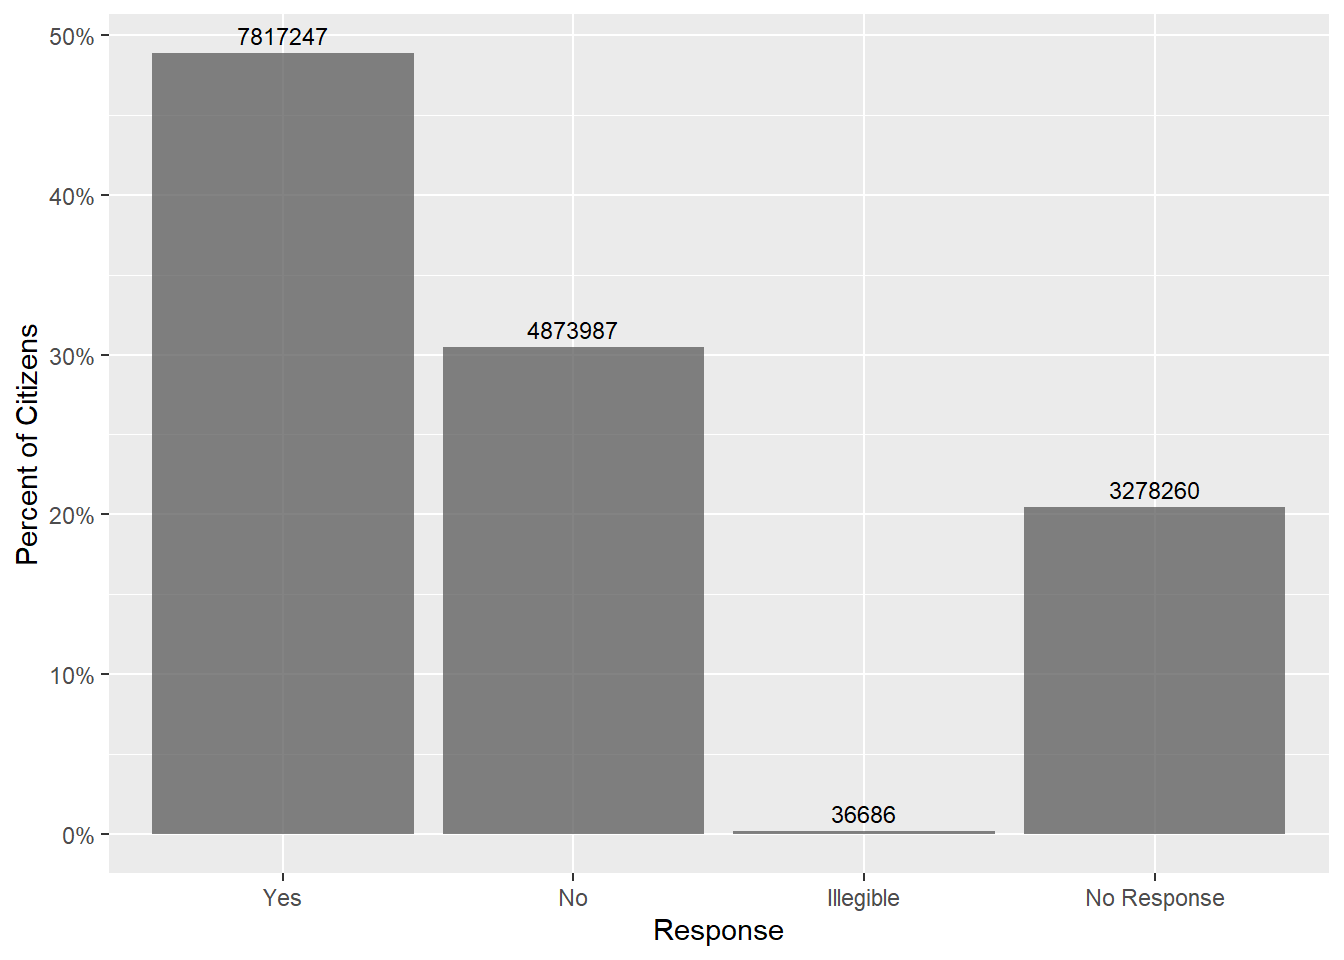 50%
40%
30%
20%
10%
0%
Percent of Citizens
7817247
4873987
36686
3278260
Yes
No
Illegible
No Response
Response